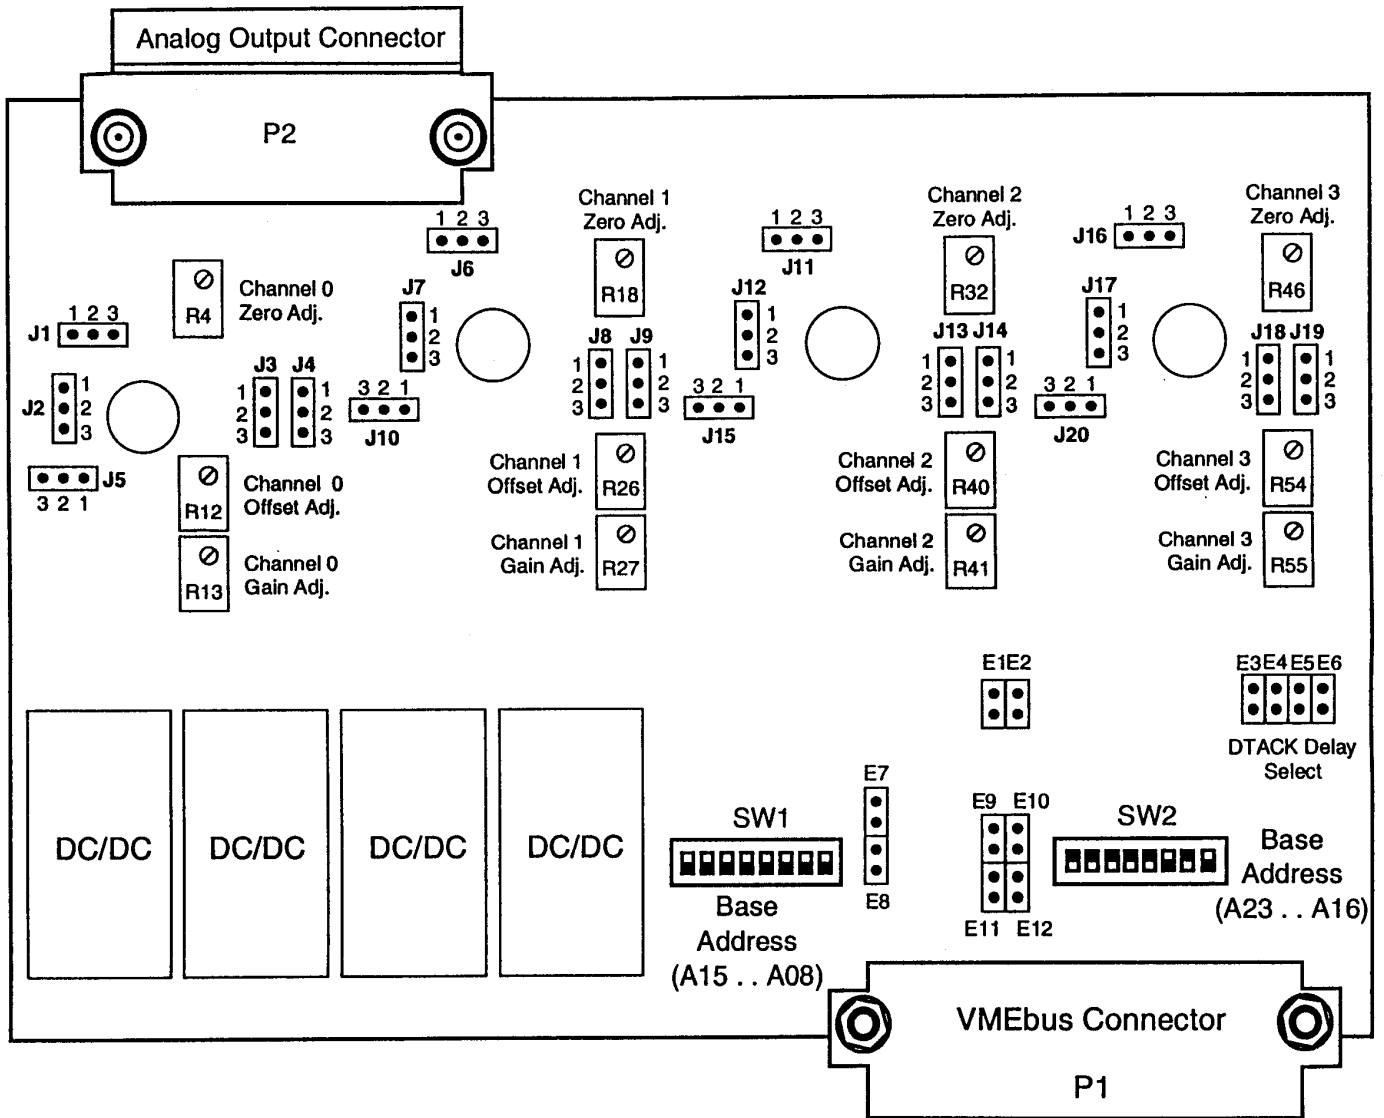 Analog Output Connector
P2
Channel 1
Zero Adj.
Channel 2
Zero Adj.
Channel 3
Zero Adj.
1 2 3
J6
R18
1 2 3
J11
R32
J16
1 2 3
R46
R4
Channel 0
Zero Adj.
J7
1
2
3
J12
1
2
3
J17
1
2
3
J1
1 2 3
J2
1
2
3
J3 J4
1
2
3
1
2
3
3 2 1
J10
J8 J9
1
2
3
1
2
3
3 2 1
J15
J13 J14
1
2
3
1
2
3
3 2 1
J20
J18 J19
1
2
3
1
2
3
J5
3 2 1
R12
Channel 0
Offset Adj.
Channel 1
Offset Adj.
R26
Channel 2
Offset Adj.
R40
Channel 3
Offset Adj.
R54
R13
Channel 0
Gain Adj.
Channel 1
Gain Adj.
R27
Channel 2
Gain Adj.
R41
Channel 3
Gain Adj.
R55
E1 E2
E3 E4 E5 E6
DTACK Delay
Select
DC/DC
DC/DC
DC/DC
DC/DC
SW1
Base
Address
(A15 . . A08)
E7
E8
E9 E10
E11 E12
SW2
Base
Address
(A23 . . A16)
VMEbus Connector
P1